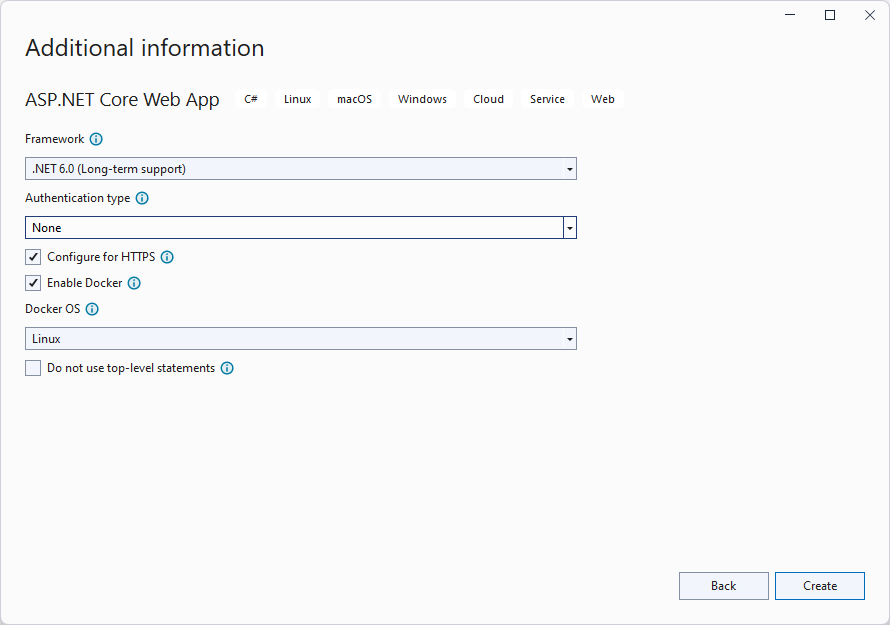 Additional information
ASP.NET Core Web App C# Linux macOS Windows Cloud Service Web
Framework
.NET 6.0 (Long-term support)
Authentication type
None
Configure for HTTPS
Enable Docker
Docker OS
Linux
Do not use top-level statements
Back Create